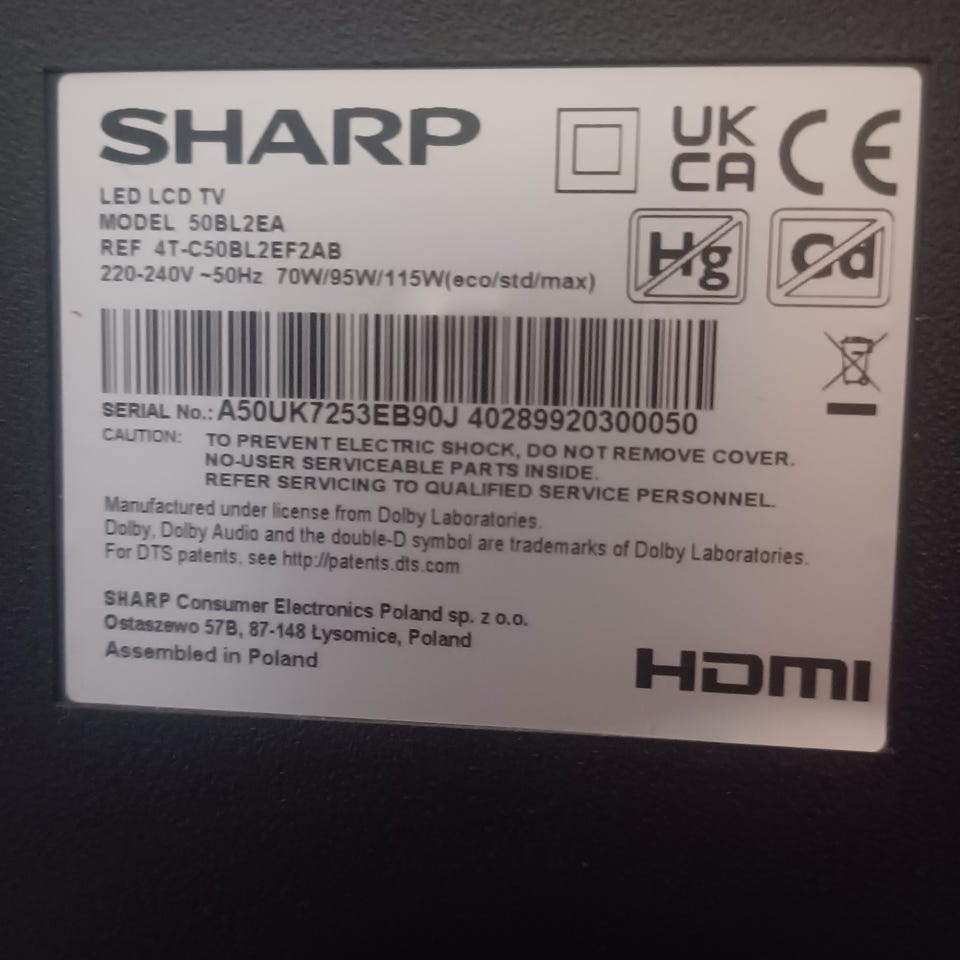 SHARP
UK
CA CE
LED LCD TV
MODEL 50BL2EA
REF 4T-C50BL2EF2AB
220-240V ~50Hz 70W/95W/115W(eco/std/max)
Hg Cd
SERIAL No.: A50UK7253EB90J 40289920300050
CAUTION: TO PREVENT ELECTRIC SHOCK, DO NOT REMOVE COVER.
NO-USER SERVICEABLE PARTS INSIDE.
REFER SERVICING TO QUALIFIED SERVICE PERSONNEL.
Manufactured under license from Dolby Laboratories.
Dolby, Dolby Audio and the double-D symbol are trademarks of Dolby Laboratories.
For DTS patents, see http://patents.dts.com
SHARP Consumer Electronics Poland sp. z o.o.
Ostaszewo 57B, 87-148 Łysomice, Poland
Assembled in Poland
HDMI